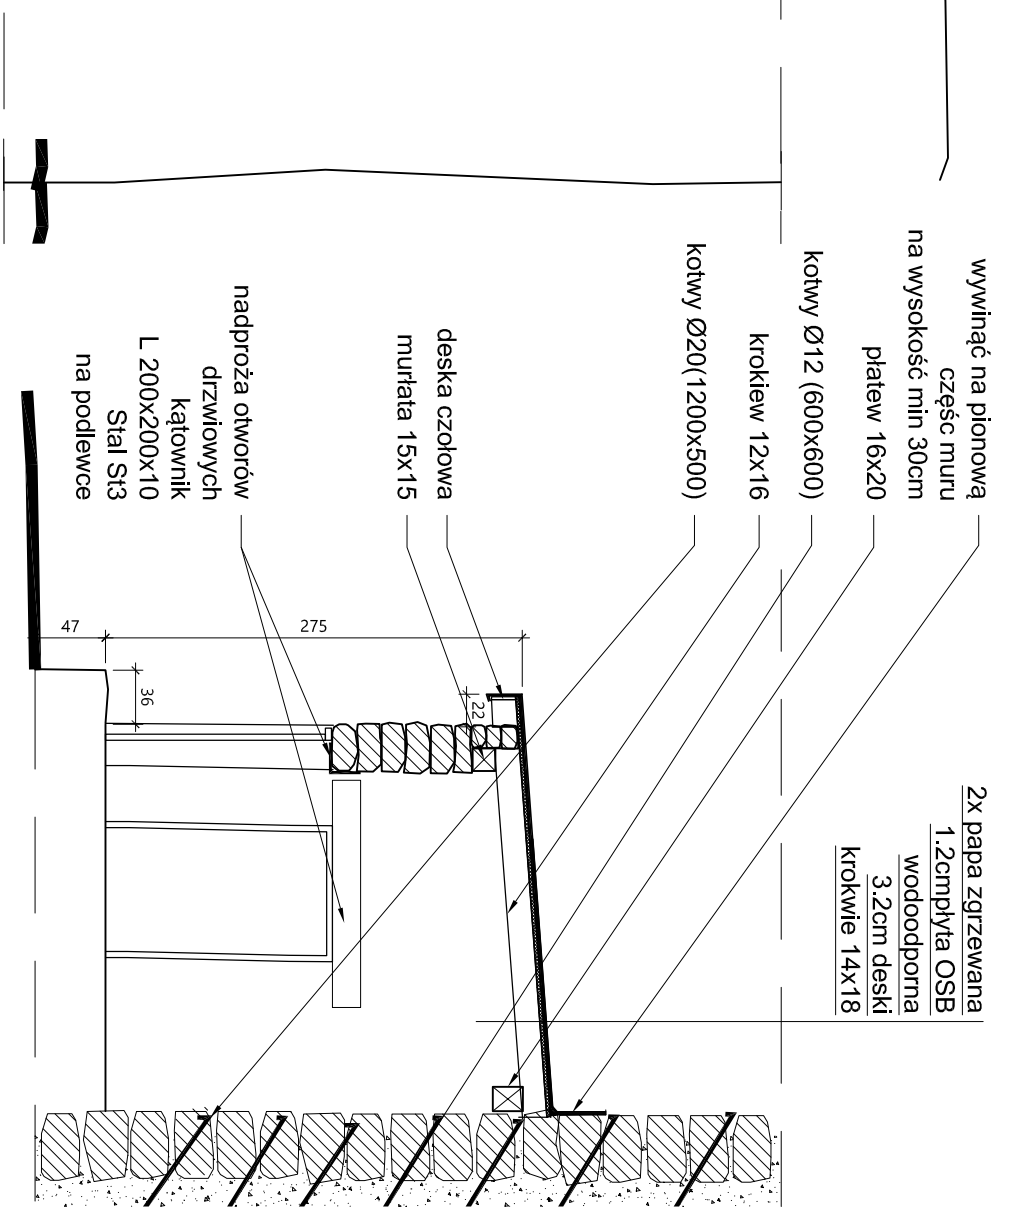 wywinąć na pionową
częśc muru
na wysokość min 30cm
płatew 16x20
kotwy Ø12 (600x600)
krokiew 12x16
kotwy Ø20(1200x500)
deska czołowa
murłata 15x15
nadproża otworów
drzwiowych
kątownik
L 200x200x10
Stal St3
na podlewce
2x papa zgrzewana
1.2cmpłyta OSB
wodoodporna
3.2cm deski
krokwie 14x18
22
275
36
47